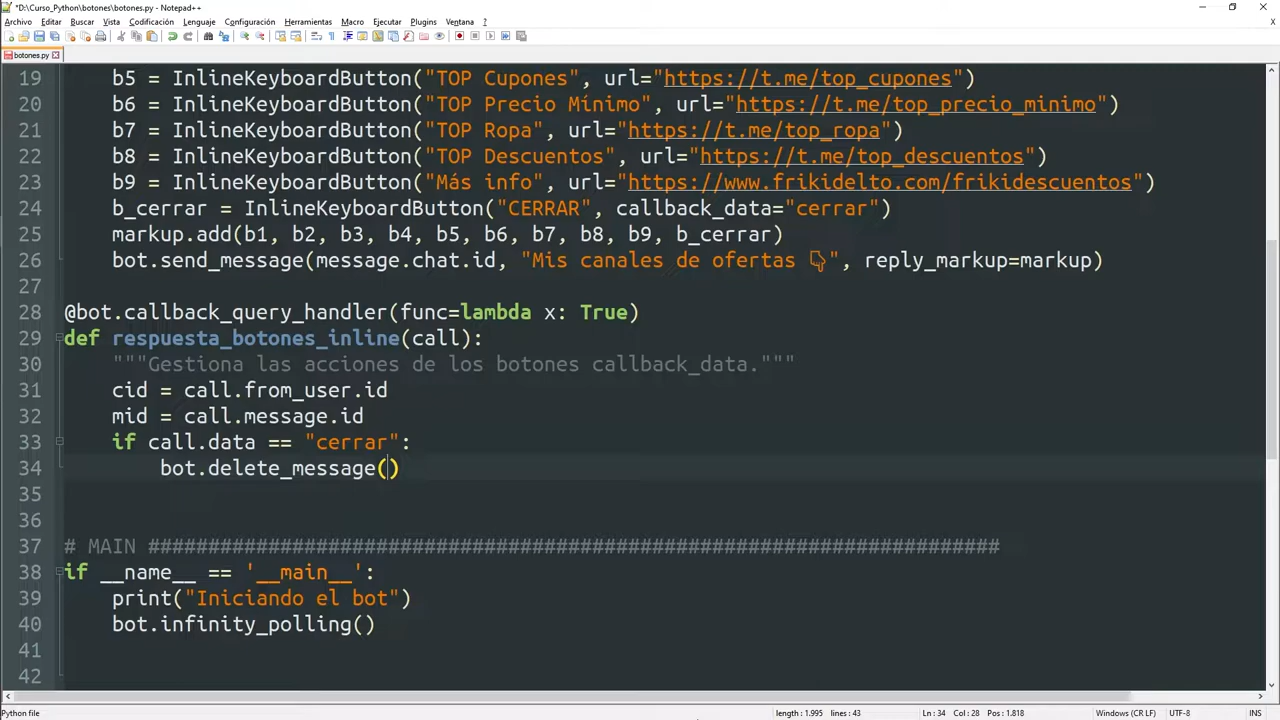 *D:\Curso_Python\botones\botones.py - Notepad++
Archivo Editar Buscar Vista Codificación Lenguaje Configuración Herramientas Macro Ejecutar Plugins Ventana ?
botones.py
19 b5 = InlineKeyboardButton("TOP Cupones", url="https://t.me/top_cupones")
20 b6 = InlineKeyboardButton("TOP Precio Mínimo", url="https://t.me/top_precio_minimo")
21 b7 = InlineKeyboardButton("TOP Ropa", url="https://t.me/top_ropa")
22 b8 = InlineKeyboardButton("TOP Descuentos", url="https://t.me/top_descuentos")
23 b9 = InlineKeyboardButton("Más info", url="https://www.frikidelto.com/frikidescuentos")
24 b_cerrar = InlineKeyboardButton("CERRAR", callback_data="cerrar")
25 markup.add(b1, b2, b3, b4, b5, b6, b7, b8, b9, b_cerrar)
26 bot.send_message(message.chat.id, "Mis canales de ofertas 👇", reply_markup=markup)
27
28 @bot.callback_query_handler(func=lambda x: True)
29 def respuesta_botones_inline(call):
30 """Gestiona las acciones de los botones callback_data."""
31 cid = call.from_user.id
32 mid = call.message.id
33 if call.data == "cerrar":
34 bot.delete_message()
35
36
37 # MAIN #######################################################################
38 if __name__ == '__main__':
39 print("Iniciando el bot")
40 bot.infinity_polling()
41
42
Python file length : 1.995 lines : 43 Ln : 34 Col : 28 Pos : 1.818 Windows (CR LF) UTF-8 INS